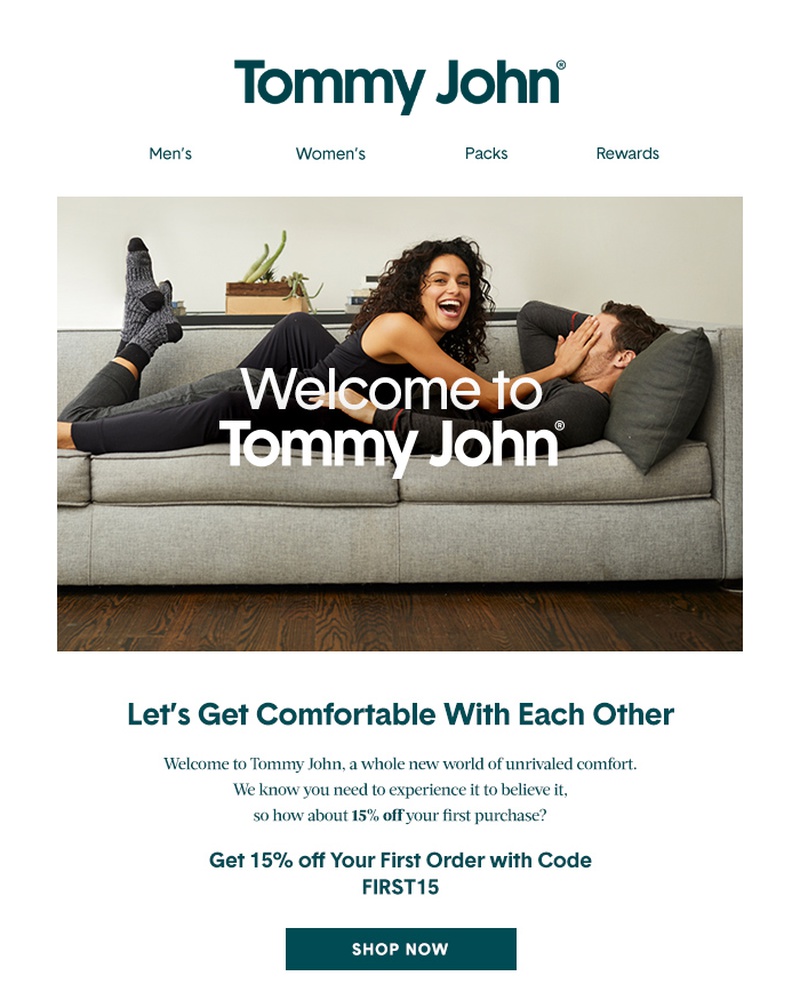 Tommy John®
Men's Women's Packs Rewards
Welcome to
Tommy John®
Let's Get Comfortable With Each Other
Welcome to Tommy John, a whole new world of unrivaled comfort.
We know you need to experience it to believe it,
so how about 15% off your first purchase?
Get 15% off Your First Order with Code
FIRST15
SHOP NOW